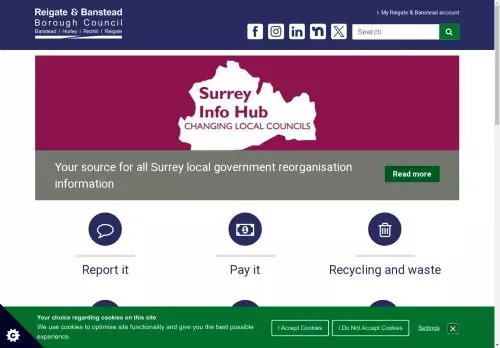 Reigate & Banstead
Borough Council
Banstead | Horley | Redhill | Reigate
> My Reigate & Banstead account
Search
Surrey
Info Hub
CHANGING LOCAL COUNCILS
Your source for all Surrey local government reorganisation
information
Read more
Report it
Pay it
Recycling and waste
Your choice regarding cookies on this site
We use cookies to optimise site functionality and give you the best possible
experience.
I Accept Cookies
I Do Not Accept Cookies
Settings